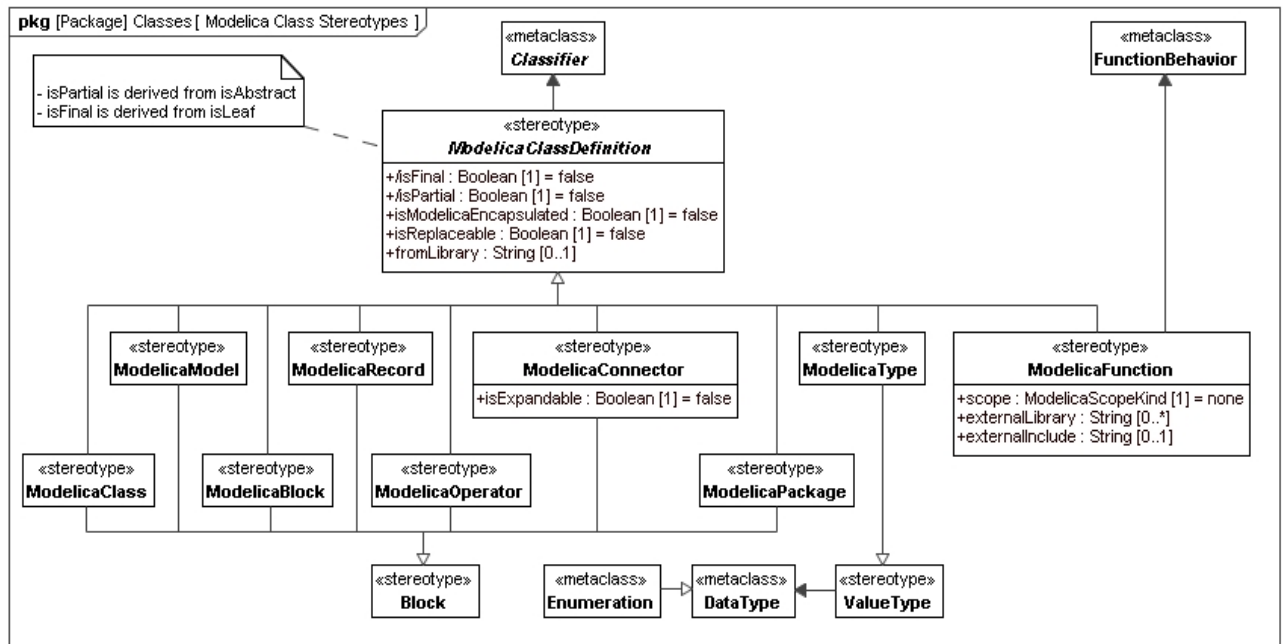 pkg [Package] Classes [ Modelica Class Stereotypes ]
«metaclass»
Classifier
«metaclass»
FunctionBehavior
- isPartial is derived from isAbstract
- isFinal is derived from isLeaf
«stereotype»
ModelicaClassDefinition
+/isFinal : Boolean [1] = false
+/isPartial : Boolean [1] = false
+isModelicaEncapsulated : Boolean [1] = false
+isReplaceable : Boolean [1] = false
+fromLibrary : String [0..1]
«stereotype»
ModelicaModel
«stereotype»
ModelicaRecord
«stereotype»
ModelicaConnector
+isExpandable : Boolean [1] = false
«stereotype»
ModelicaType
«stereotype»
ModelicaFunction
+scope : ModelicaScopeKind [1] = none
+externalLibrary : String [0..*]
+externalInclude : String [0..1]
«stereotype»
ModelicaClass
«stereotype»
ModelicaBlock
«stereotype»
ModelicaOperator
«stereotype»
ModelicaPackage
«stereotype»
Block
«metaclass»
Enumeration
«metaclass»
DataType
«stereotype»
ValueType